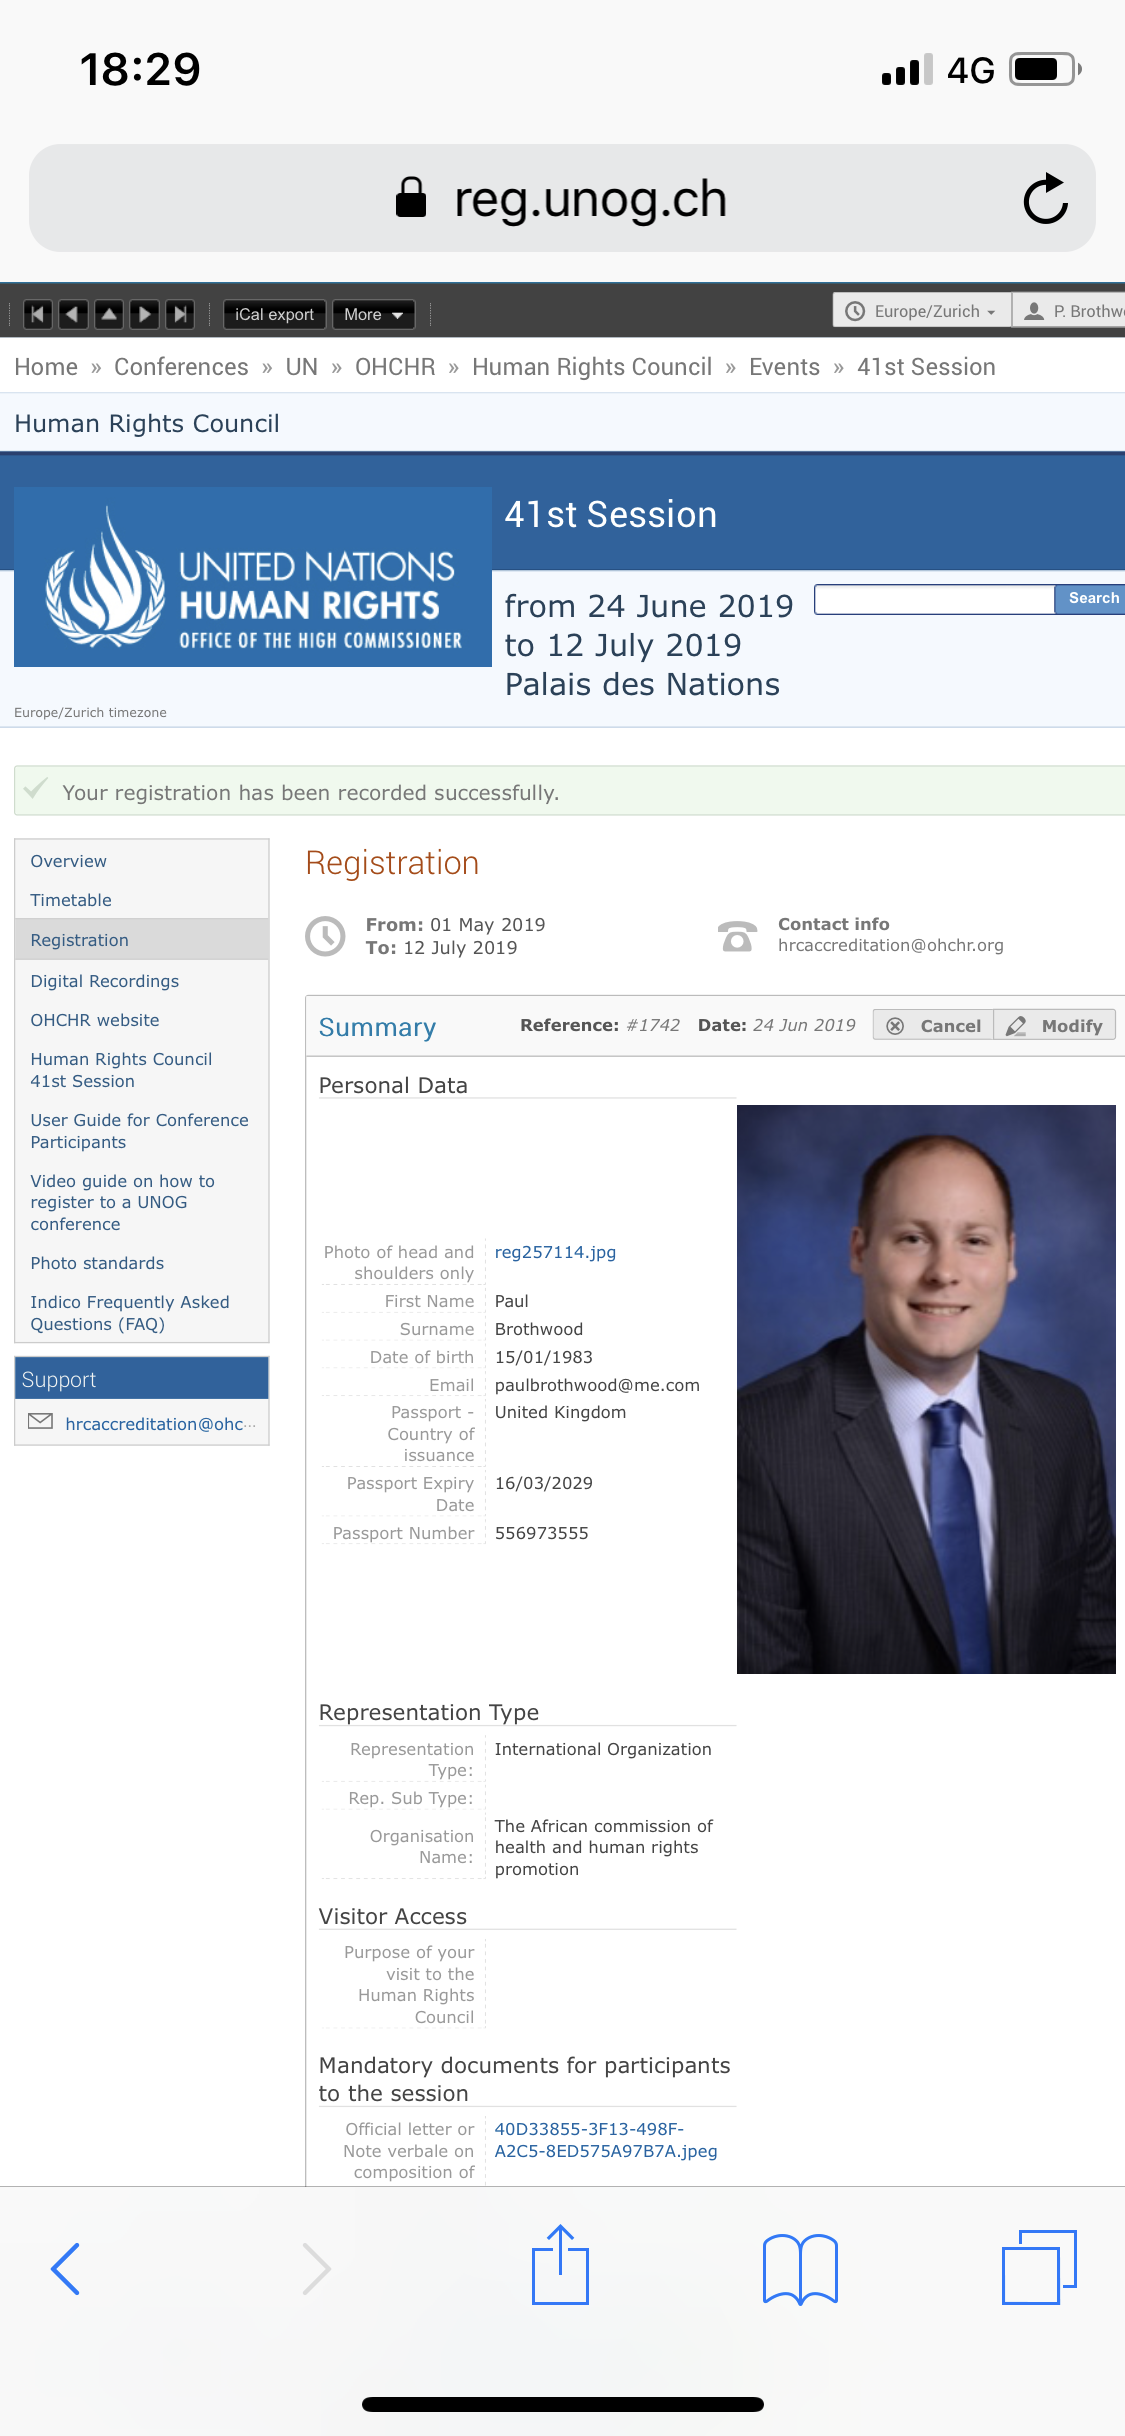 18:29
4G
reg.unog.ch
iCal export
More
Europe/Zurich
P. Brothw
Home » Conferences » UN » OHCHR » Human Rights Council » Events » 41st Session
Human Rights Council
41st Session
UNITED NATIONS
HUMAN RIGHTS
OFFICE OF THE HIGH COMMISSIONER
from 24 June 2019
to 12 July 2019
Palais des Nations
Search
Europe/Zurich timezone
Your registration has been recorded successfully.
Overview
Timetable
Registration
Digital Recordings
OHCHR website
Human Rights Council
41st Session
User Guide for Conference
Participants
Video guide on how to
register to a UNOG
conference
Photo standards
Indico Frequently Asked
Questions (FAQ)
Support
hrcaccreditation@ohc...
Registration
From: 01 May 2019
To: 12 July 2019
Contact info
hrcaccreditation@ohchr.org
Summary
Reference: #1742 Date: 24 Jun 2019
Cancel
Modify
Personal Data
Photo of head and
shoulders only
reg257114.jpg
First Name Paul
Surname Brothwood
Date of birth 15/01/1983
Email paulbrothwood@me.com
Passport -
Country of
issuance
United Kingdom
Passport Expiry
Date
16/03/2029
Passport Number 556973555
Representation Type
Representation
Type:
International Organization
Rep. Sub Type:
Organisation
Name:
The African commission of
health and human rights
promotion
Visitor Access
Purpose of your
visit to the
Human Rights
Council
Mandatory documents for participants
to the session
Official letter or
Note verbale on
composition of
40D33855-3F13-498F-
A2C5-8ED575A97B7A.jpeg